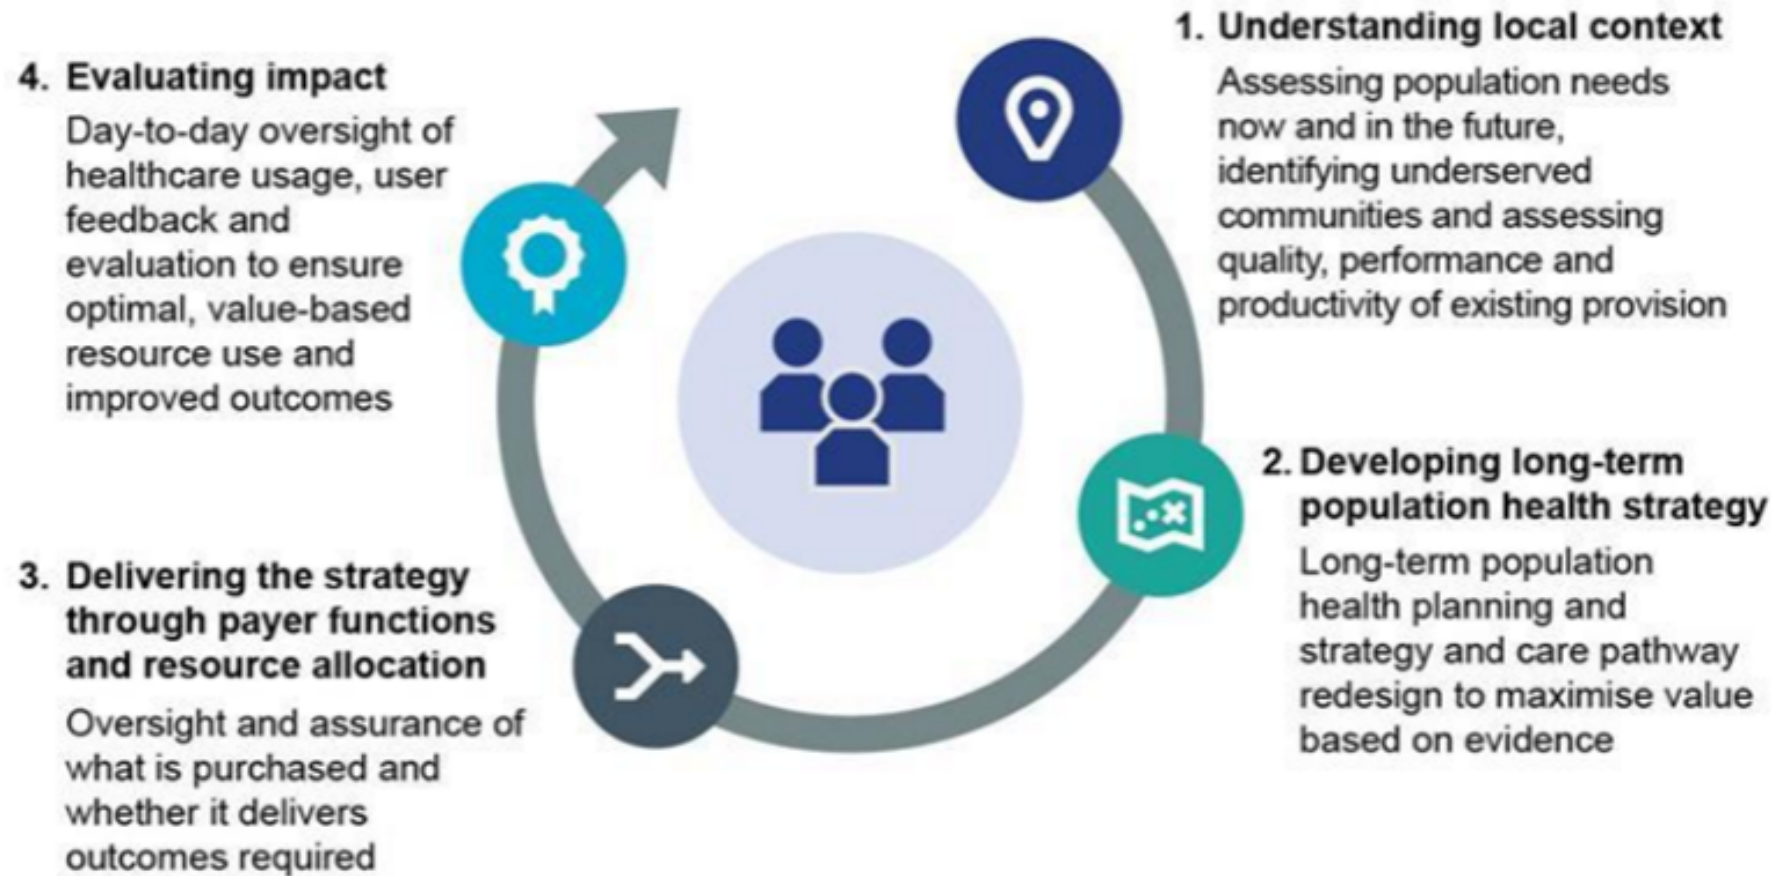 1. Understanding local context
Assessing population needs
now and in the future,
identifying underserved
communities and assessing
quality, performance and
productivity of existing provision
2. Developing long-term
population health strategy
Long-term population
health planning and
strategy and care pathway
redesign to maximise value
based on evidence
3. Delivering the strategy
through payer functions
and resource allocation
Oversight and assurance of
what is purchased and
whether it delivers
outcomes required
4. Evaluating impact
Day-to-day oversight of
healthcare usage, user
feedback and
evaluation to ensure
optimal, value-based
resource use and
improved outcomes